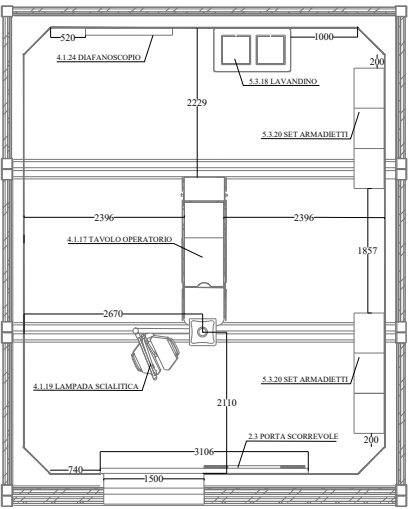 520
1000
4.1.24 DIAFANOSCOPIO
200
5.3.18 LAVANDINO
2229
5.3.20 SET ARMADIETTI
2396
2396
4.1.17 TAVOLO OPERATORIO
1857
2670
4.1.19 LAMPADA SCIALITICA
5.3.20 SET ARMADIETTI
2110
2.3 PORTA SCORREVOLE
200
3106
740
1500